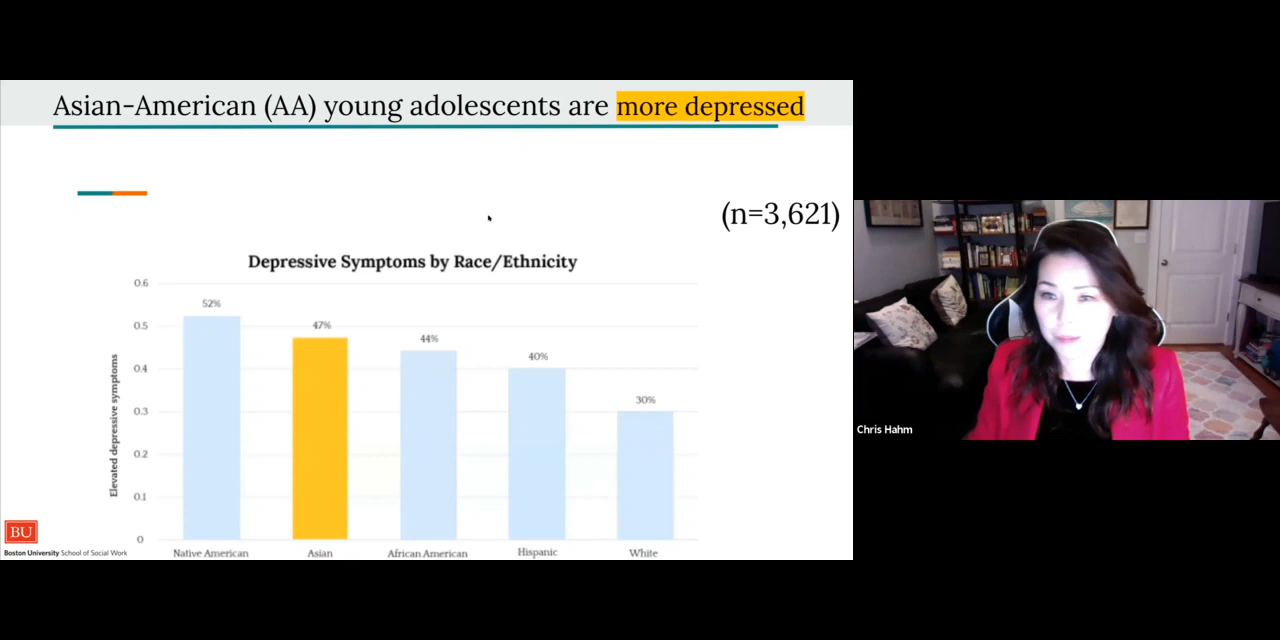 Asian-American (AA) young adolescents are more depressed
(n=3,621)
Depressive Symptoms by Race/Ethnicity
Elevated depressive symptoms
0.6
0.5
0.4
0.3
0.2
0.1
0
52%
47%
44%
40%
30%
Native American
Asian
African American
Hispanic
White
BU
Boston University School of Social Work
Chris Hahm